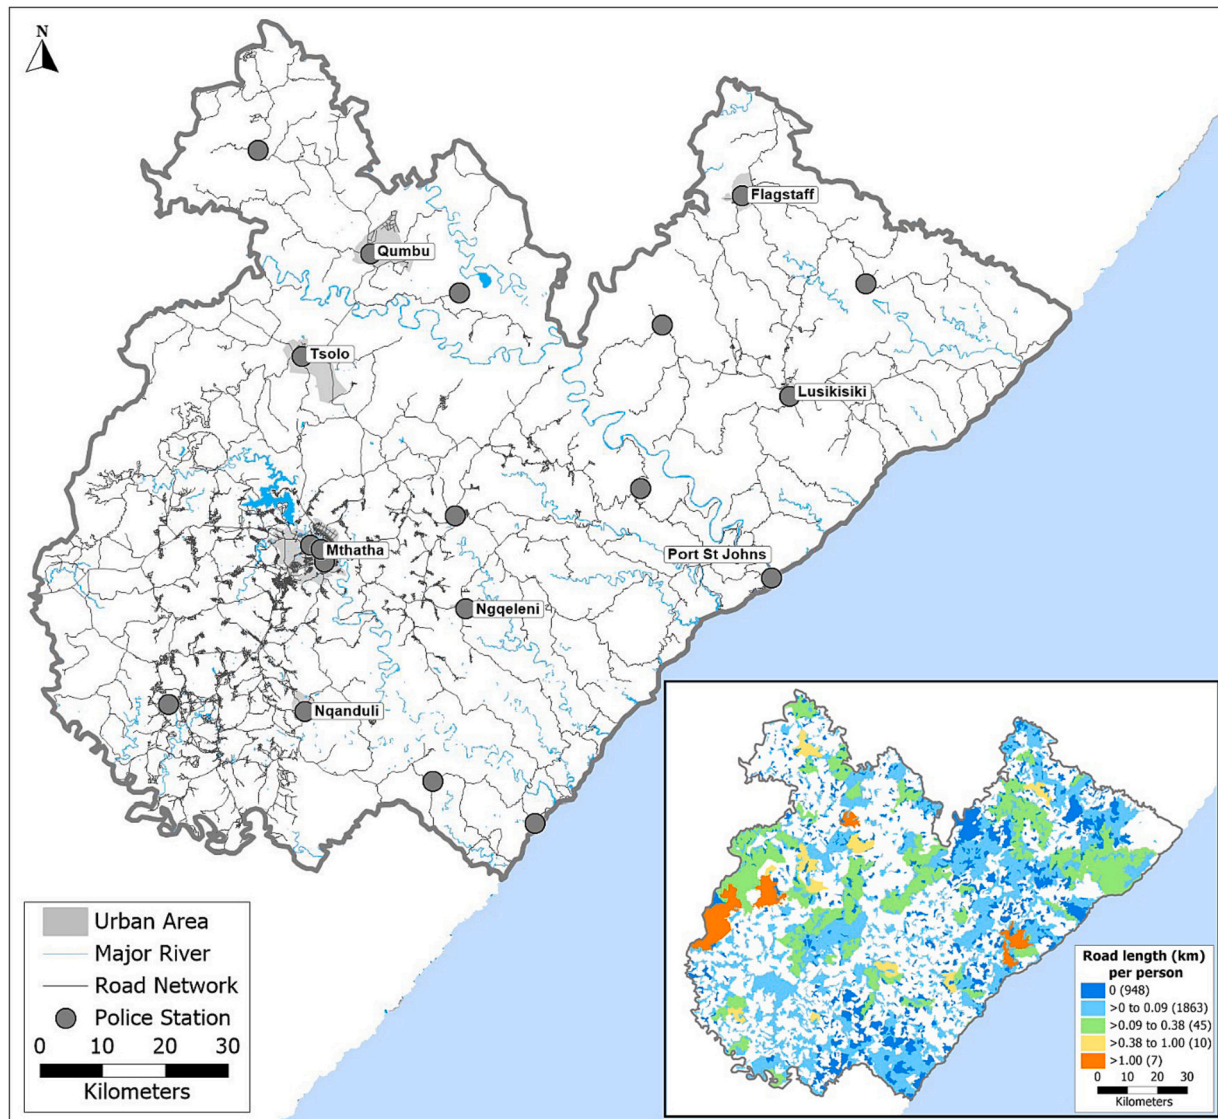 N
Flagstaff
Qumbu
Tsolo
Lusikisiki
Mthatha
Port St Johns
Ngqeleni
Nqanduli
Urban Area
Major River
Road Network
Police Station
0 10 20 30
Kilometers
Road length (km)
per person
0 (948)
>0 to 0.09 (1863)
>0.09 to 0.38 (45)
>0.38 to 1.00 (10)
>1.00 (7)
0 10 20 30
Kilometers